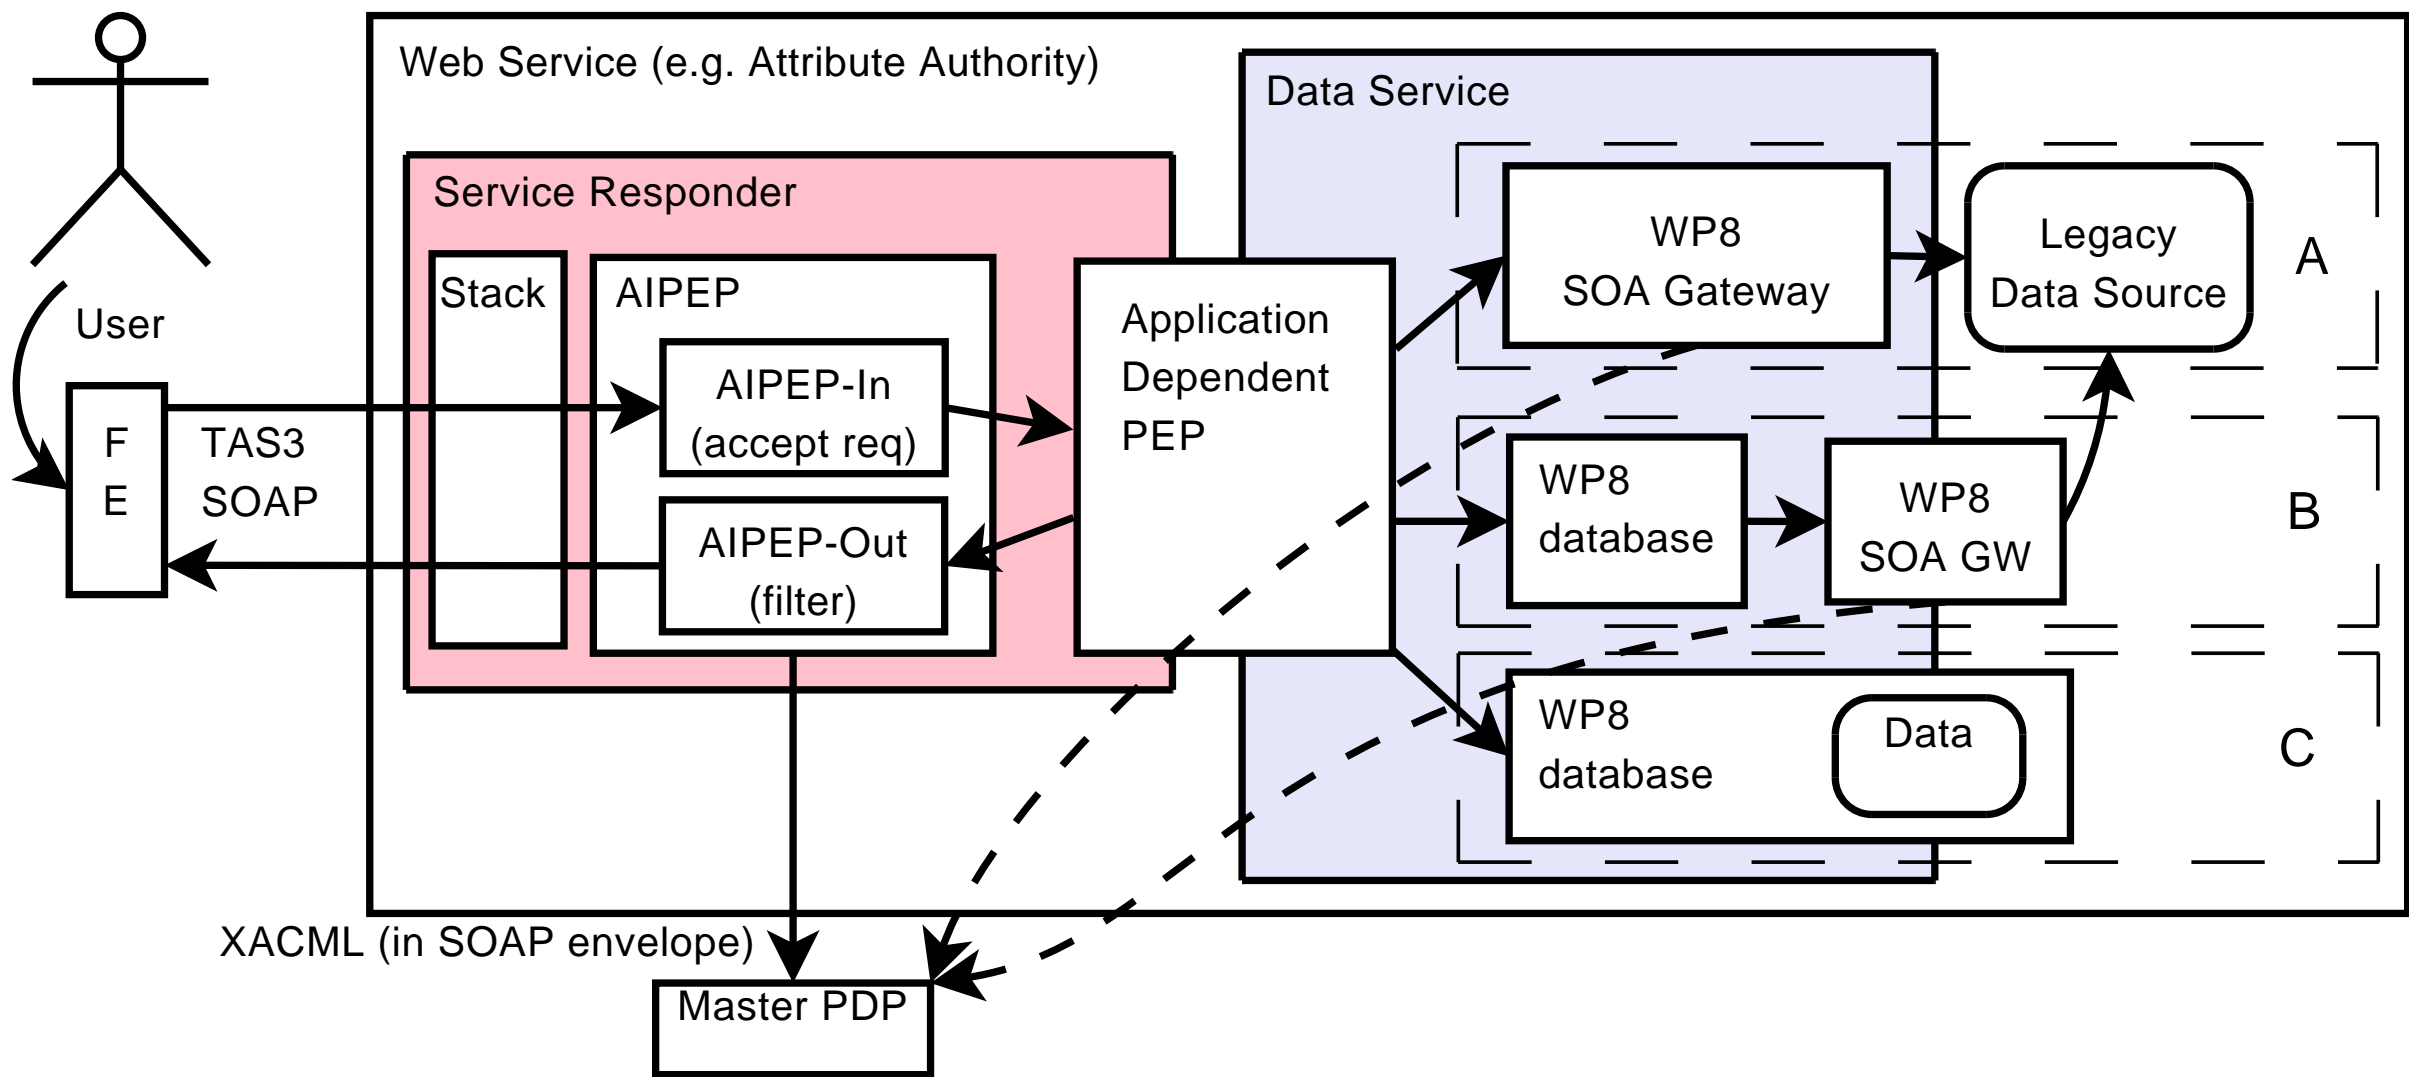 Web Service (e.g. Attribute Authority)
Data Service
Service Responder
Stack
AIPEP
User
F
E
TAS3
SOAP
AIPEP-In
(accept req)
AIPEP-Out
(filter)
Application
Dependent
PEP
WP8
SOA Gateway
Legacy
Data Source
A
WP8
database
WP8
SOA GW
B
WP8
database
Data
C
XACML (in SOAP envelope)
Master PDP